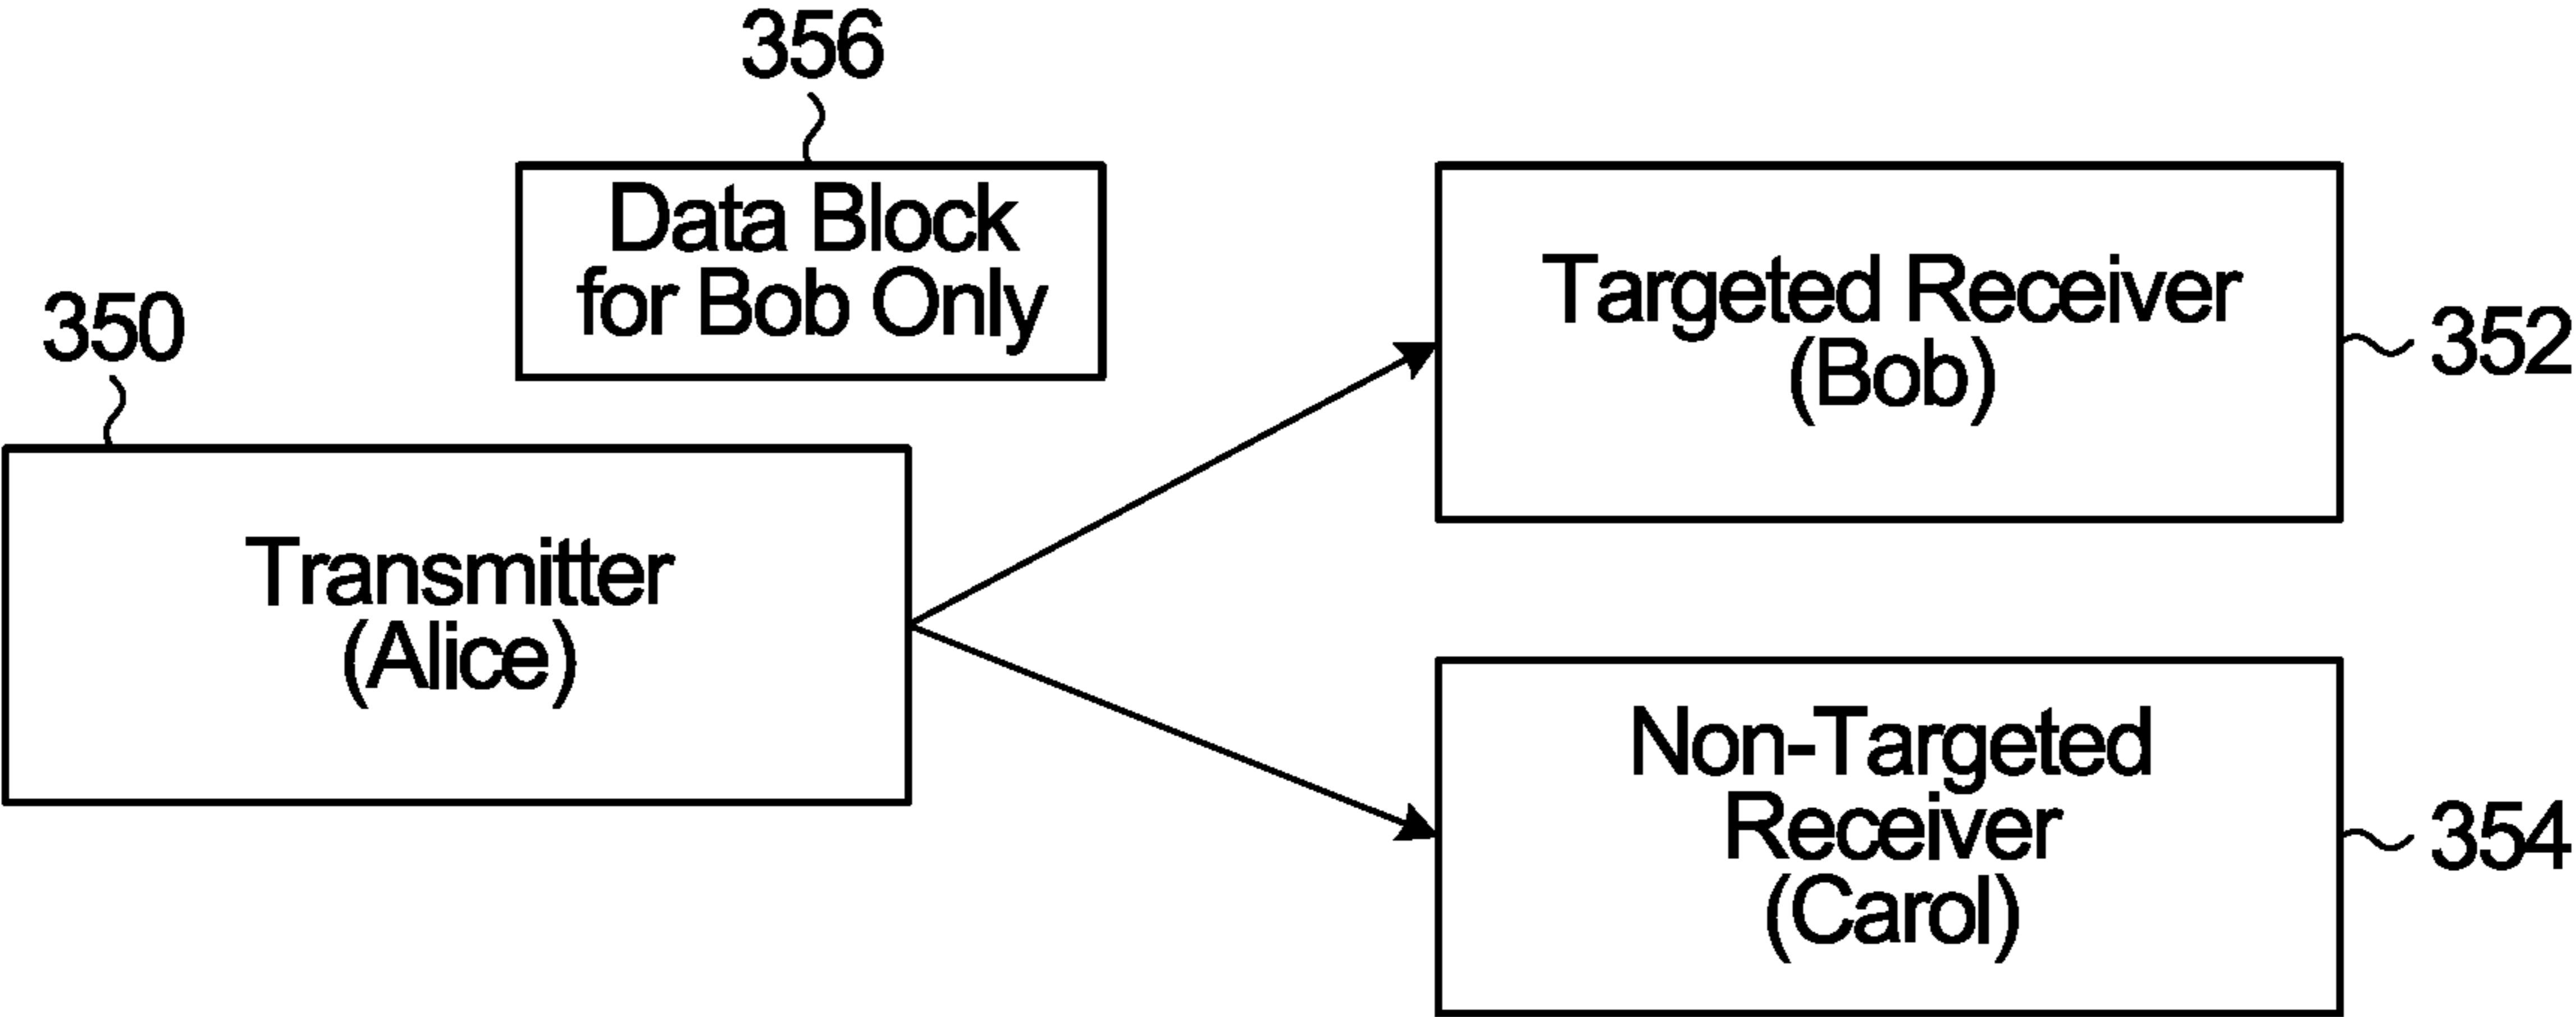 356
Data Block
for Bob Only
350
Transmitter
(Alice)
Targeted Receiver
(Bob)
352
Non-Targeted
Receiver
(Carol)
354